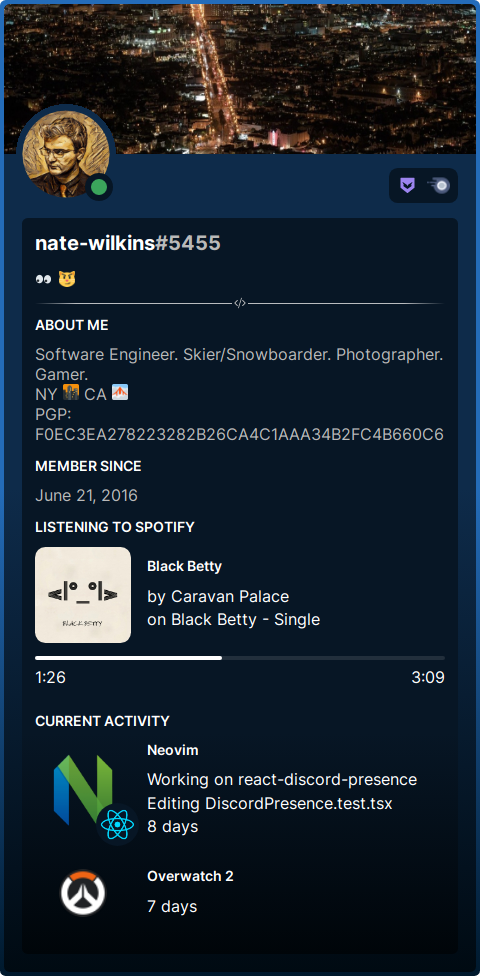 nate-wilkins#5455
👀 😼
</>
ABOUT ME
Software Engineer. Skier/Snowboarder. Photographer.
Gamer.
NY 🌆 CA 🌁
PGP:
F0EC3EA278223282B26CA4C1AAA34B2FC4B660C6
MEMBER SINCE
June 21, 2016
LISTENING TO SPOTIFY
<|°_°|>
BLACK BETTY
Black Betty
by Caravan Palace
on Black Betty - Single
1:26 3:09
CURRENT ACTIVITY
Neovim
Working on react-discord-presence
Editing DiscordPresence.test.tsx
8 days
Overwatch 2
7 days